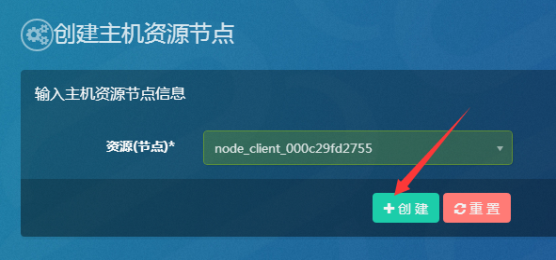 创建主机资源节点
输入主机资源节点信息
资源(节点)* node_client_000c29fd2755
创建 重置